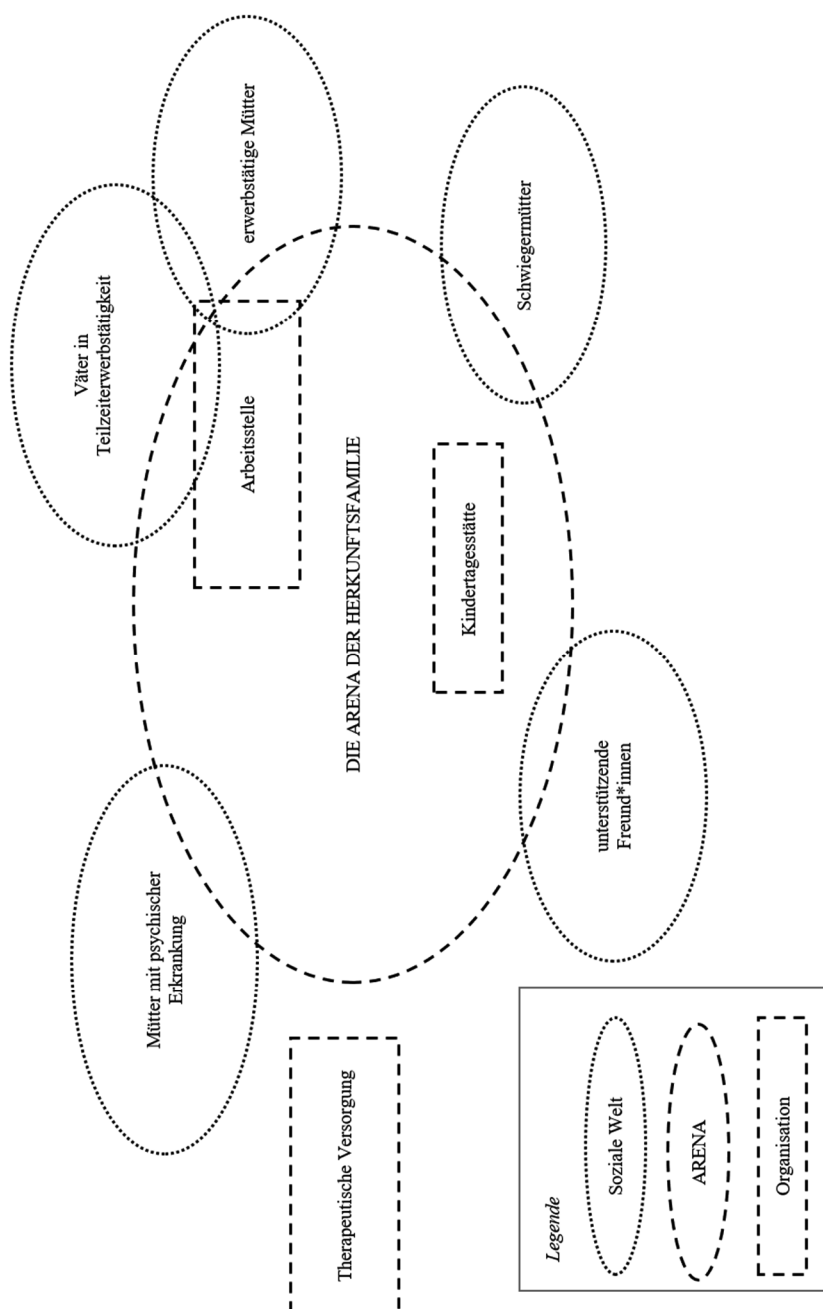 Mütter mit psychischer
Erkrankung
Väter in
Teilzeiterwerbstätigkeit
erwerbstätige Mütter
Arbeitsstelle
Therapeutische Versorgung
DIE ARENA DER HERKUNFTSFAMILIE
Kindertagesstätte
Schwiegermütter
unterstützende
Freund*innen
Legende
Soziale Welt
ARENA
Organisation